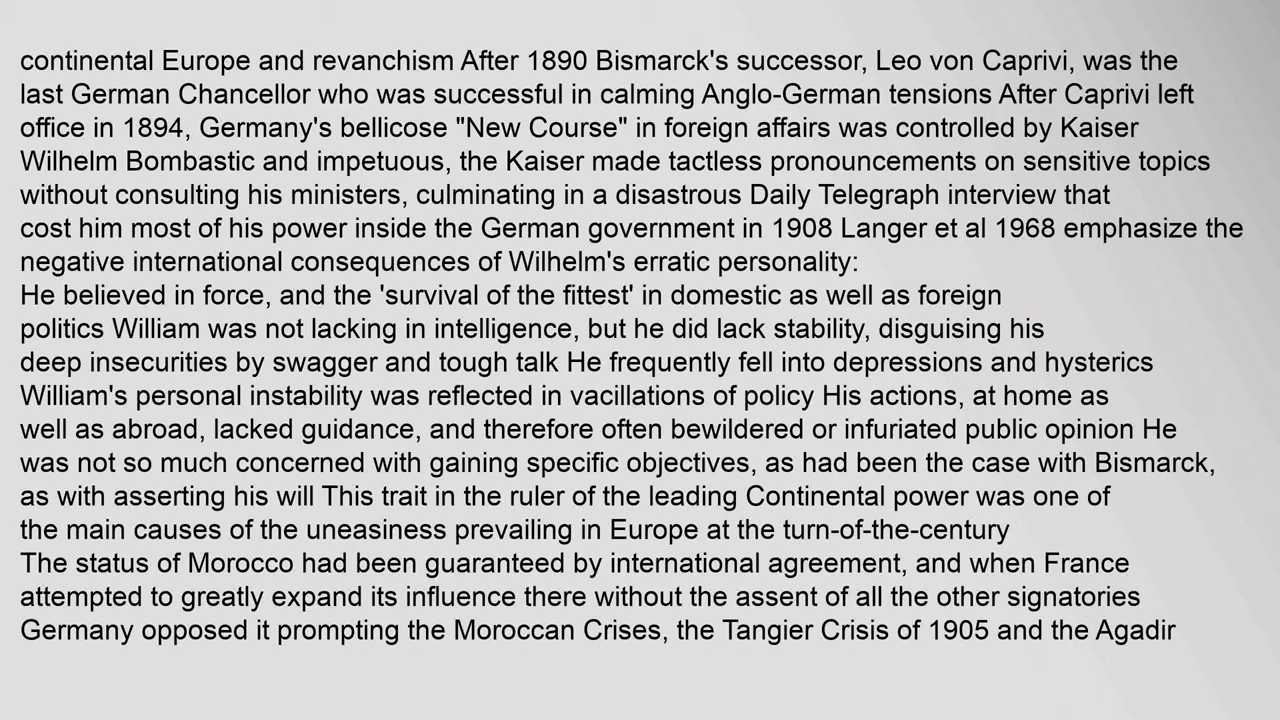 continental Europe and revanchism After 1890 Bismarck's successor, Leo von Caprivi, was the
last German Chancellor who was successful in calming Anglo-German tensions After Caprivi left
office in 1894, Germany's bellicose "New Course" in foreign affairs was controlled by Kaiser
Wilhelm Bombastic and impetuous, the Kaiser made tactless pronouncements on sensitive topics
without consulting his ministers, culminating in a disastrous Daily Telegraph interview that
cost him most of his power inside the German government in 1908 Langer et al 1968 emphasize the
negative international consequences of Wilhelm's erratic personality:
He believed in force, and the 'survival of the fittest' in domestic as well as foreign
politics William was not lacking in intelligence, but he did lack stability, disguising his
deep insecurities by swagger and tough talk He frequently fell into depressions and hysterics
William's personal instability was reflected in vacillations of policy His actions, at home as
well as abroad, lacked guidance, and therefore often bewildered or infuriated public opinion He
was not so much concerned with gaining specific objectives, as had been the case with Bismarck,
as with asserting his will This trait in the ruler of the leading Continental power was one of
the main causes of the uneasiness prevailing in Europe at the turn-of-the-century
The status of Morocco had been guaranteed by international agreement, and when France
attempted to greatly expand its influence there without the assent of all the other signatories
Germany opposed it prompting the Moroccan Crises, the Tangier Crisis of 1905 and the Agadir